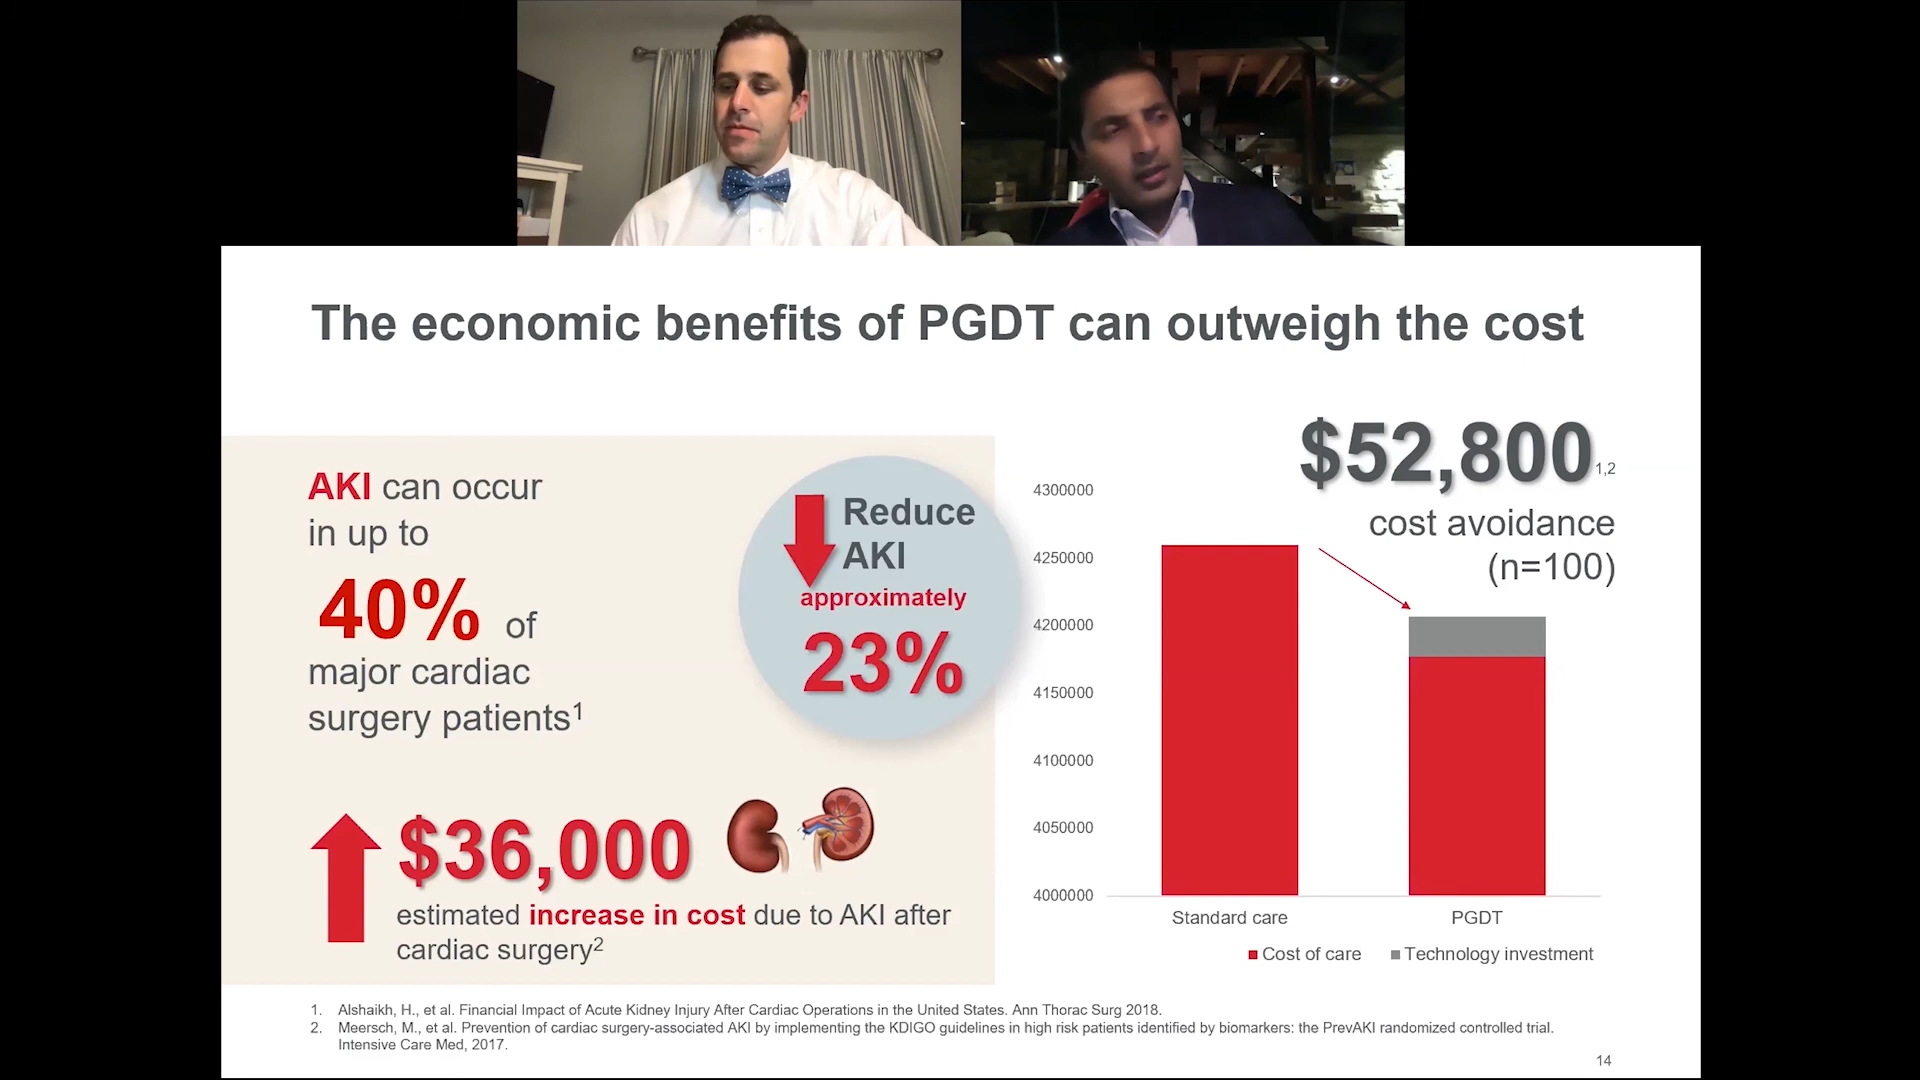 The economic benefits of PGDT can outweigh the cost
AKI can occur
in up to
40% of
major cardiac
surgery patients1
Reduce
AKI
approximately
23%
$36,000
estimated increase in cost due to AKI after
cardiac surgery2
$52,800 1,2
cost avoidance
(n=100)
4300000
4250000
4200000
4150000
4100000
4050000
4000000
Standard care
PGDT
Cost of care
Technology investment
1. Alshaikh, H., et al. Financial Impact of Acute Kidney Injury After Cardiac Operations in the United States. Ann Thorac Surg 2018.
2. Meersch, M., et al. Prevention of cardiac surgery-associated AKI by implementing the KDIGO guidelines in high risk patients identified by biomarkers: the PrevAKI randomized controlled trial.
Intensive Care Med, 2017.
14